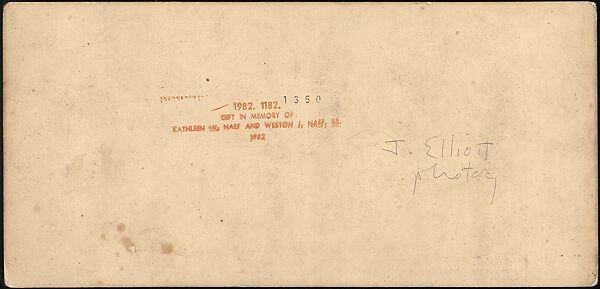 1982. 1182. 1350
GIFT IN MEMORY OF
KATHLEEN W. NAEF AND WESTON J. NAEF, SR.
1982
J. Elliott
photog